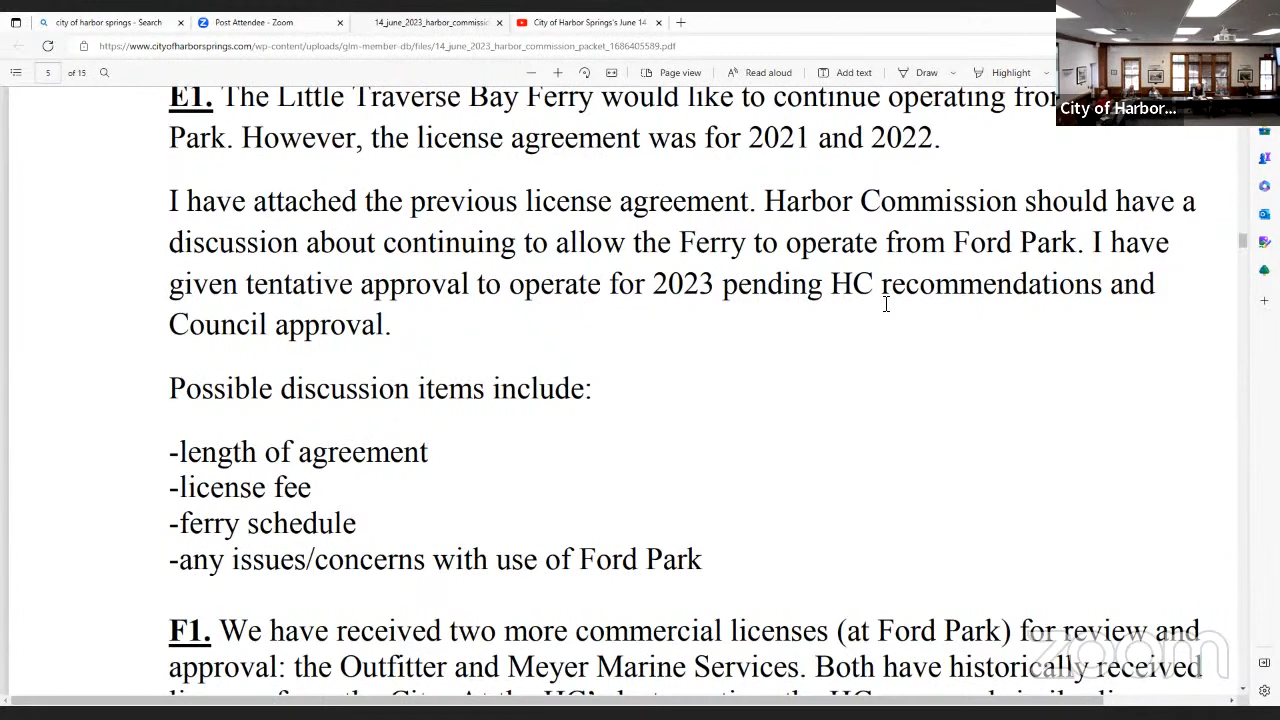 city of harbor springs - Search
Post Attendee - Zoom
14_june_2023_harbor_commissio
City of Harbor Springs's June 14
https://www.cityofharborsprings.com/wp-content/uploads/glm-member-db/files/14_june_2023_harbor_commission_packet_1686405589.pdf
5 of 15
Page view
Read aloud
Add text
Draw
Highlight
City of Harbor...
E1. The Little Traverse Bay Ferry would like to continue operating from
Park. However, the license agreement was for 2021 and 2022.
I have attached the previous license agreement. Harbor Commission should have a
discussion about continuing to allow the Ferry to operate from Ford Park. I have
given tentative approval to operate for 2023 pending HC recommendations and
Council approval.
Possible discussion items include:
-length of agreement
-license fee
-ferry schedule
-any issues/concerns with use of Ford Park
F1. We have received two more commercial licenses (at Ford Park) for review and
approval: the Outfitter and Meyer Marine Services. Both have historically received
zoom